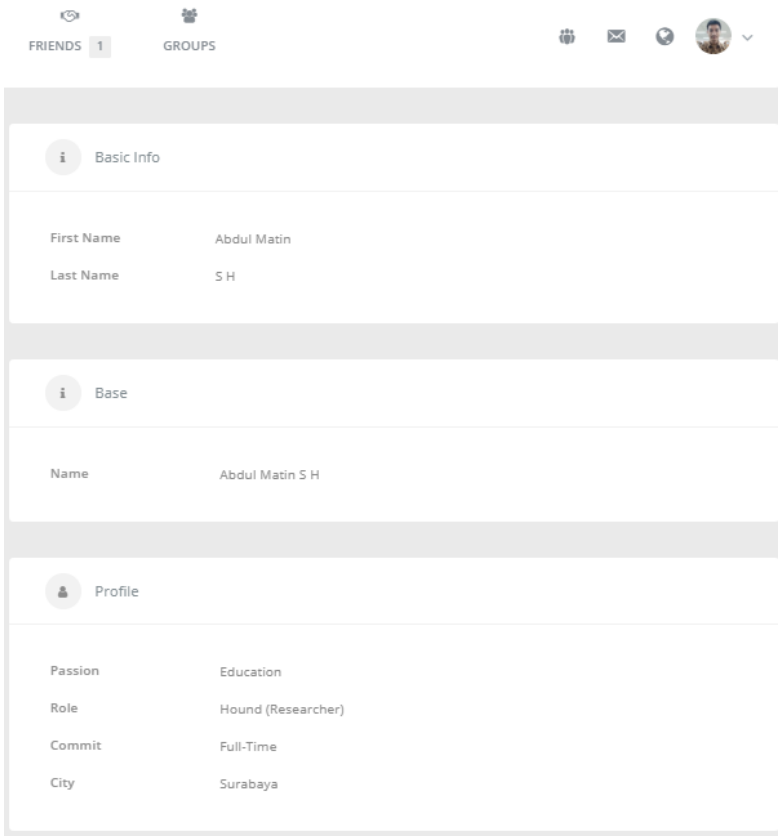 FRIENDS 1 GROUPS
Basic Info
First Name Abdul Matin
Last Name S H
Base
Name Abdul Matin S H
Profile
Passion Education
Role Hound (Researcher)
Commit Full-Time
City Surabaya